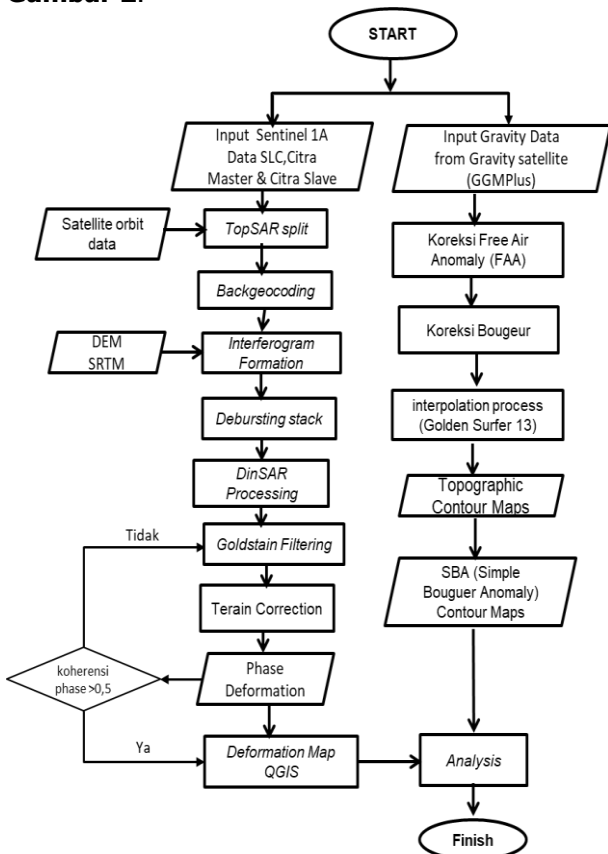 Gambar 2.
START
Input Sentinel 1A
Data SLC,Citra
Master & Citra Slave
Input Gravity Data
from Gravity satellite
(GGMPlus)
Satellite orbit
data
TopSAR split
Koreksi Free Air
Anomaly (FAA)
Backgeocoding
Koreksi Bougeur
DEM
SRTM
Interferogram
Formation
Debursting stack
interpolation process
(Golden Surfer 13)
DinSAR
Processing
Topographic
Contour Maps
Tidak
Goldstain Filtering
SBA (Simple
Bouguer Anomaly)
Contour Maps
Terain Correction
koherensi
phase >0,5
Phase
Deformation
Ya
Deformation Map
QGIS
Analysis
Finish